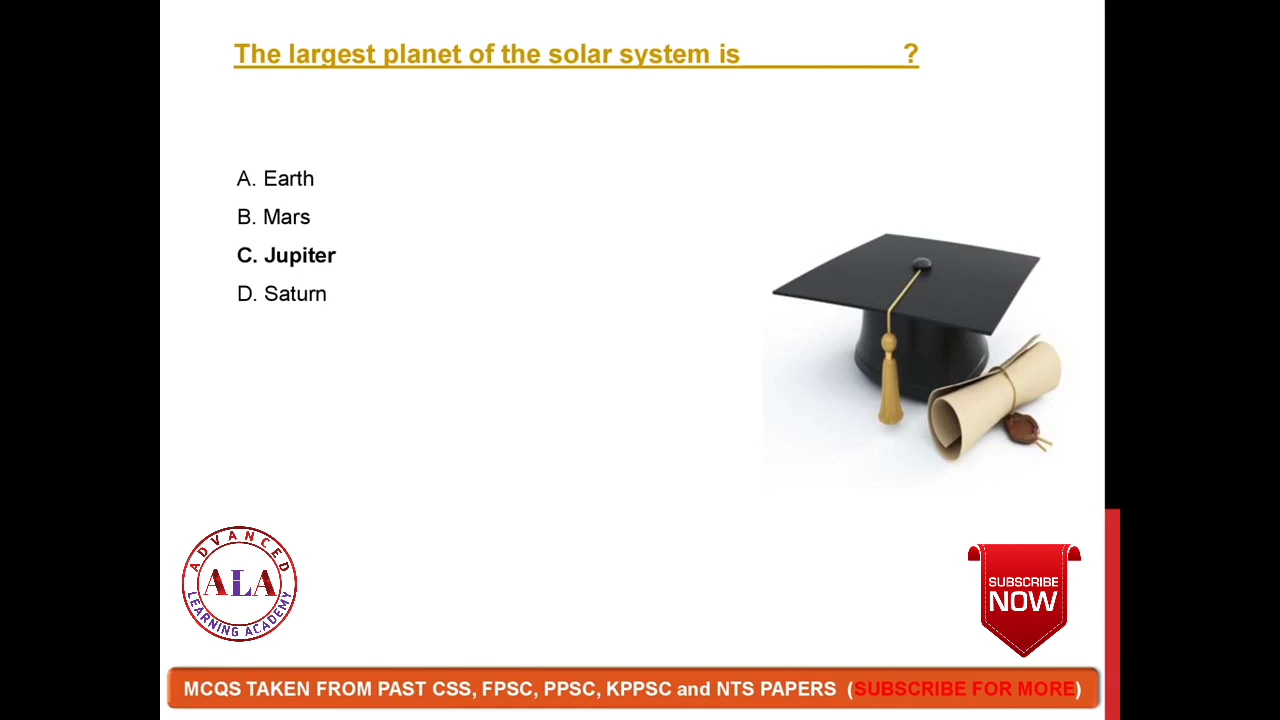 The largest planet of the solar system is___________?
A. Earth
B. Mars
C. Jupiter
D. Saturn
ADVANCED
ALA
LEARNING ACADEMY
SUBSCRIBE
NOW
MCQS TAKEN FROM PAST CSS, FPSC, PPSC, KPPSC and NTS PAPERS (SUBSCRIBE FOR MORE)